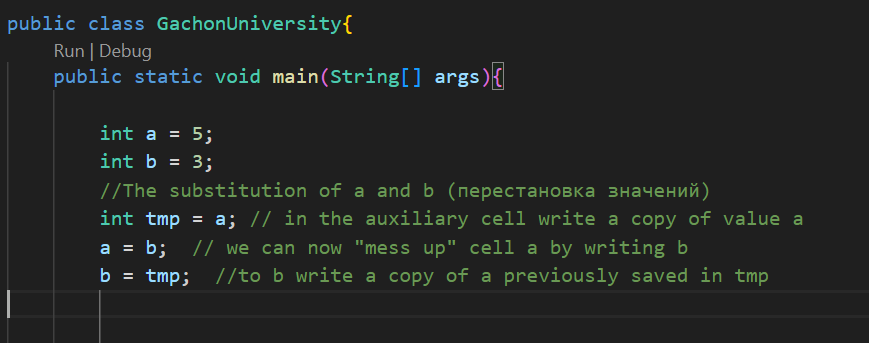 public class GachonUniversity{
Run | Debug
public static void main(String[] args){
int a = 5;
int b = 3;
//The substitution of a and b (перестановка значений)
int tmp = a; // in the auxiliary cell write a copy of value a
a = b;  // we can now "mess up" cell a by writing b
b = tmp;  //to b write a copy of a previously saved in tmp